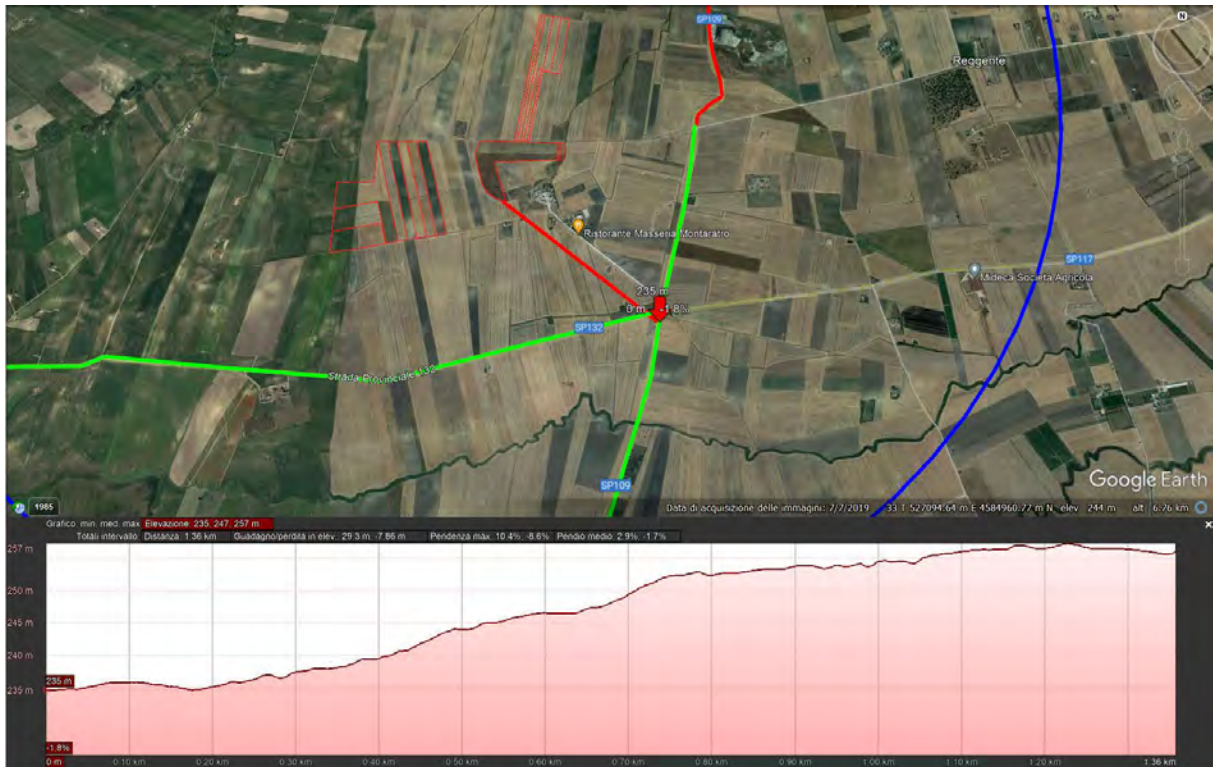 N
SP109
Reggente
Ristorante Masseria Montaratro
SP117
Mideca Società Agricola
235 m
0 m -1.8%
SP132
Strada Provinciale 132
SP109
Google Earth
1985
Data di acquisizione delle immagini: 7/7/2019 33 T 527094.64 m E 4584960.77 m N elev 244 m alt 6.76 km
Grafico: min, med, max Elevazione: 235, 247, 257 m
Totali intervallo: Distanza: 1.36 km Guadagno/perdita in elev.: 29.3 m, -7.86 m Pendenza max: 10.4%, -8.6% Pendio medio: 2.9%, -1.7%
257 m
250 m
245 m
240 m
235 m
235 m
-1.8%
0 m 0.10 km 0.20 km 0.30 km 0.40 km 0.50 km 0.60 km 0.70 km 0.80 km 0.90 km 1.00 km 1.10 km 1.20 km 1.36 km